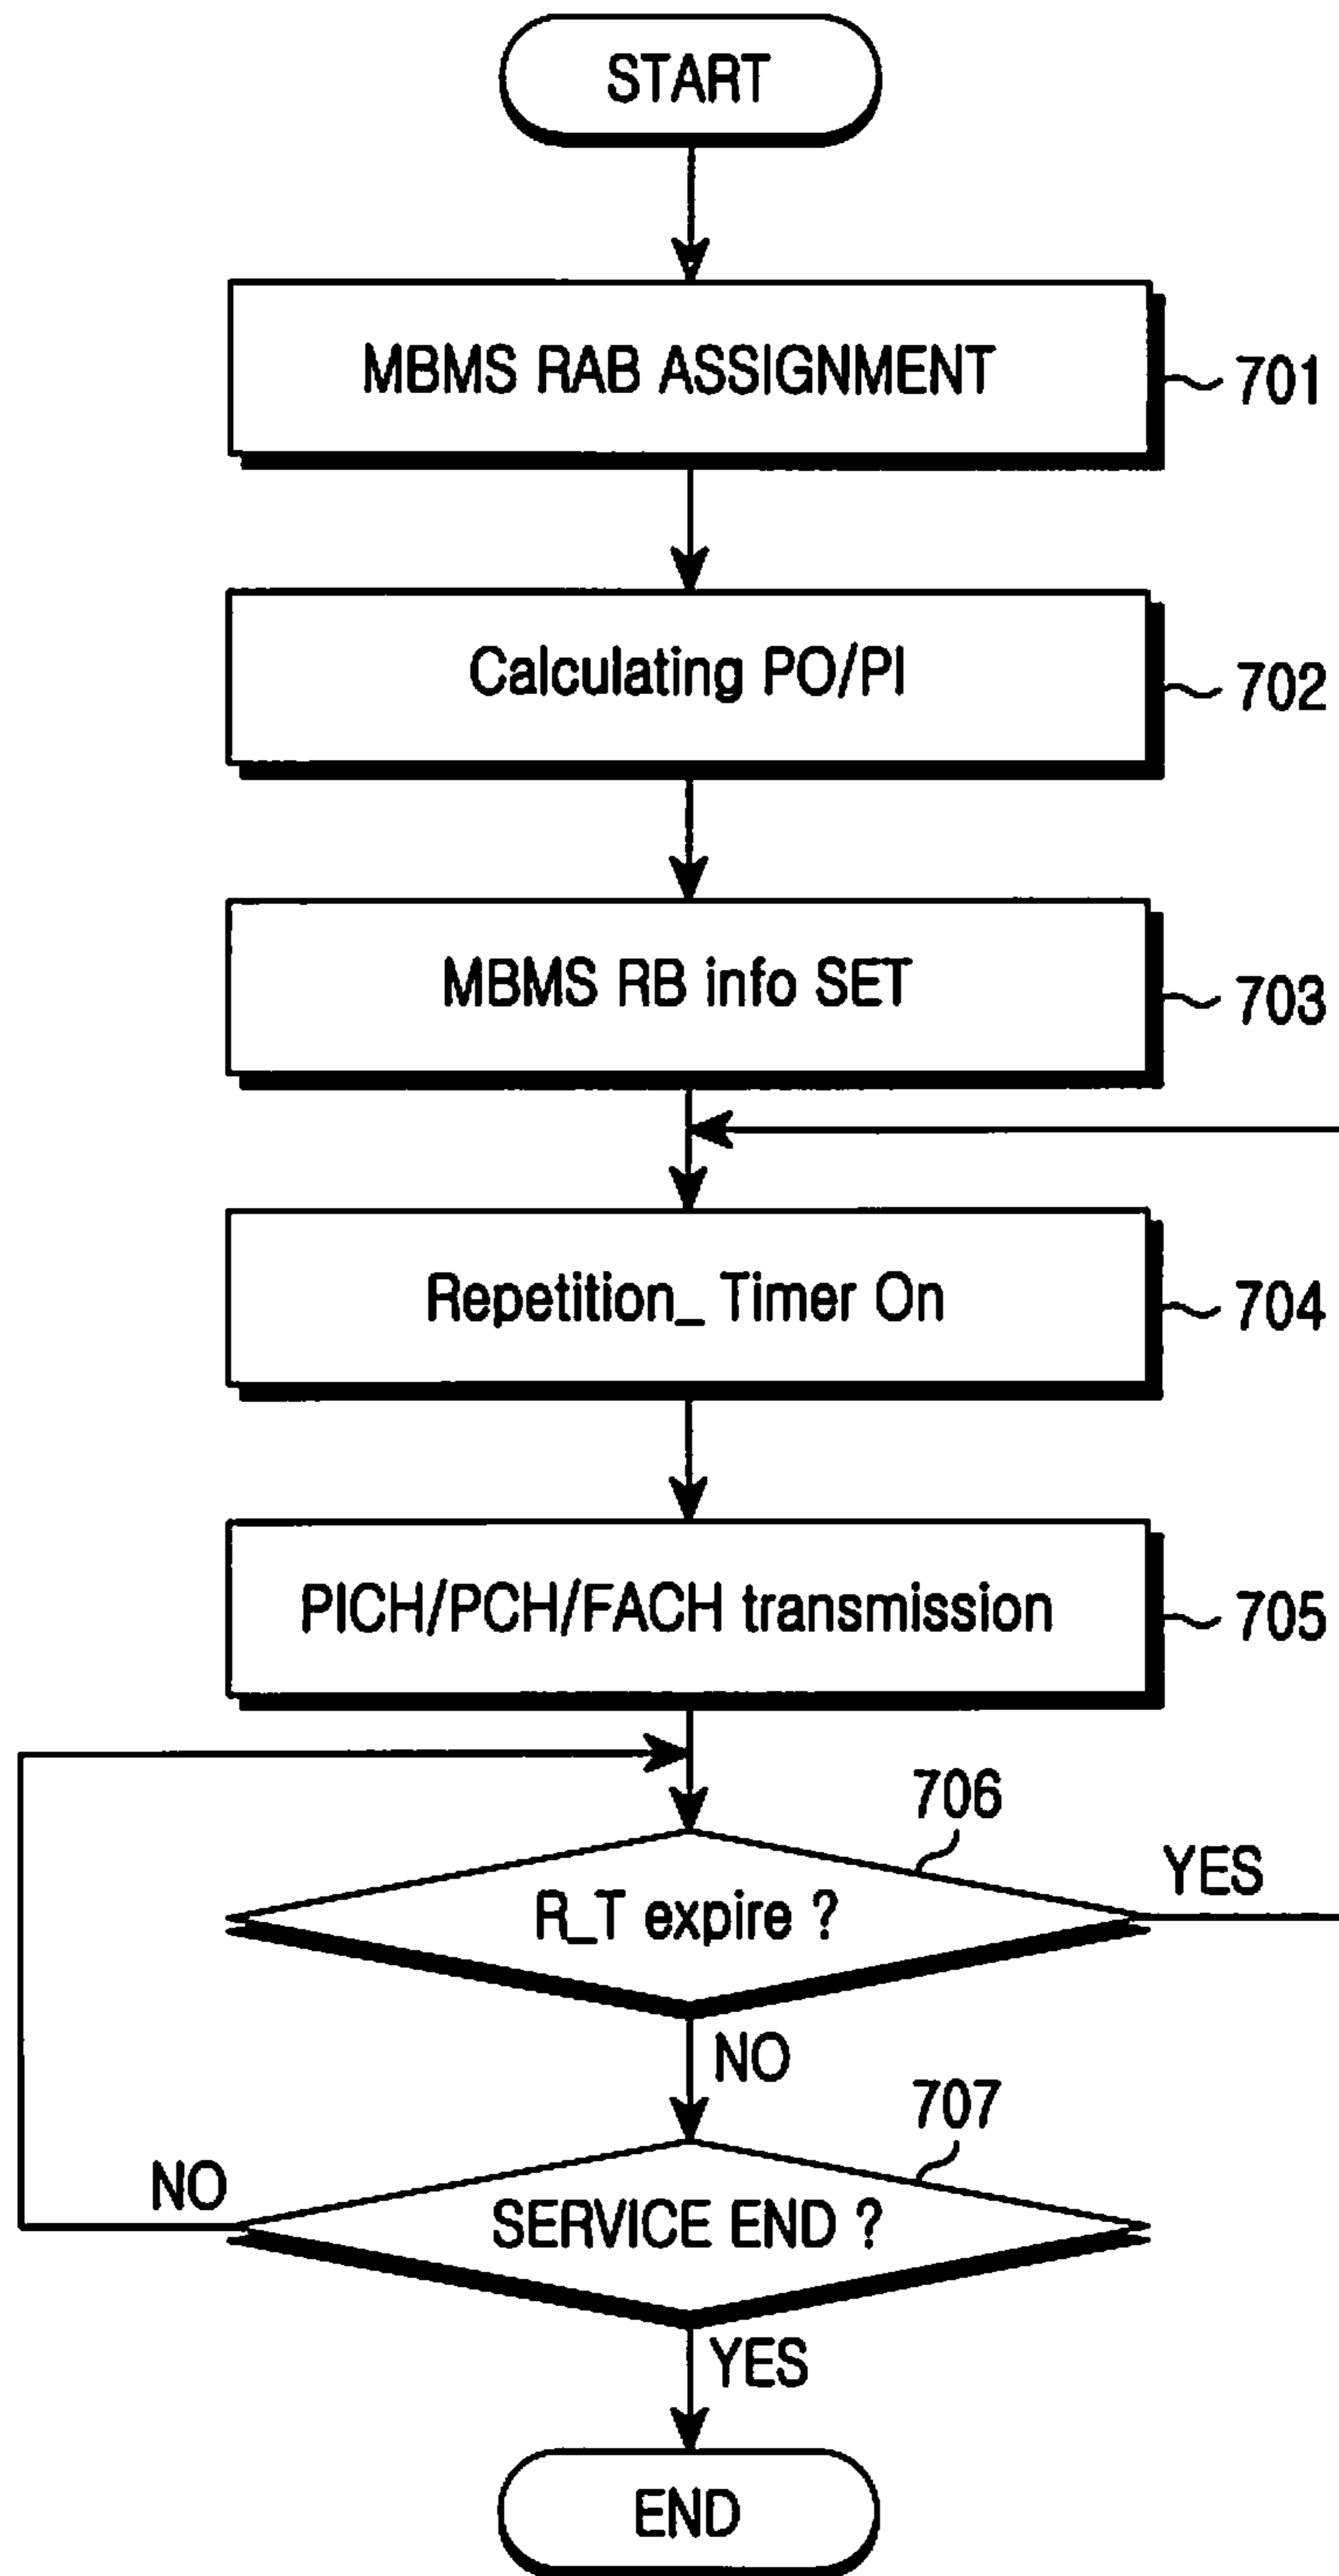 START
MBMS RAB ASSIGNMENT
701
Calculating PO/PI
702
MBMS RB info SET
703
Repetition_ Timer On
704
PICH/PCH/FACH transmission
705
706
YES
R_T expire ?
NO
707
NO
SERVICE END ?
YES
END